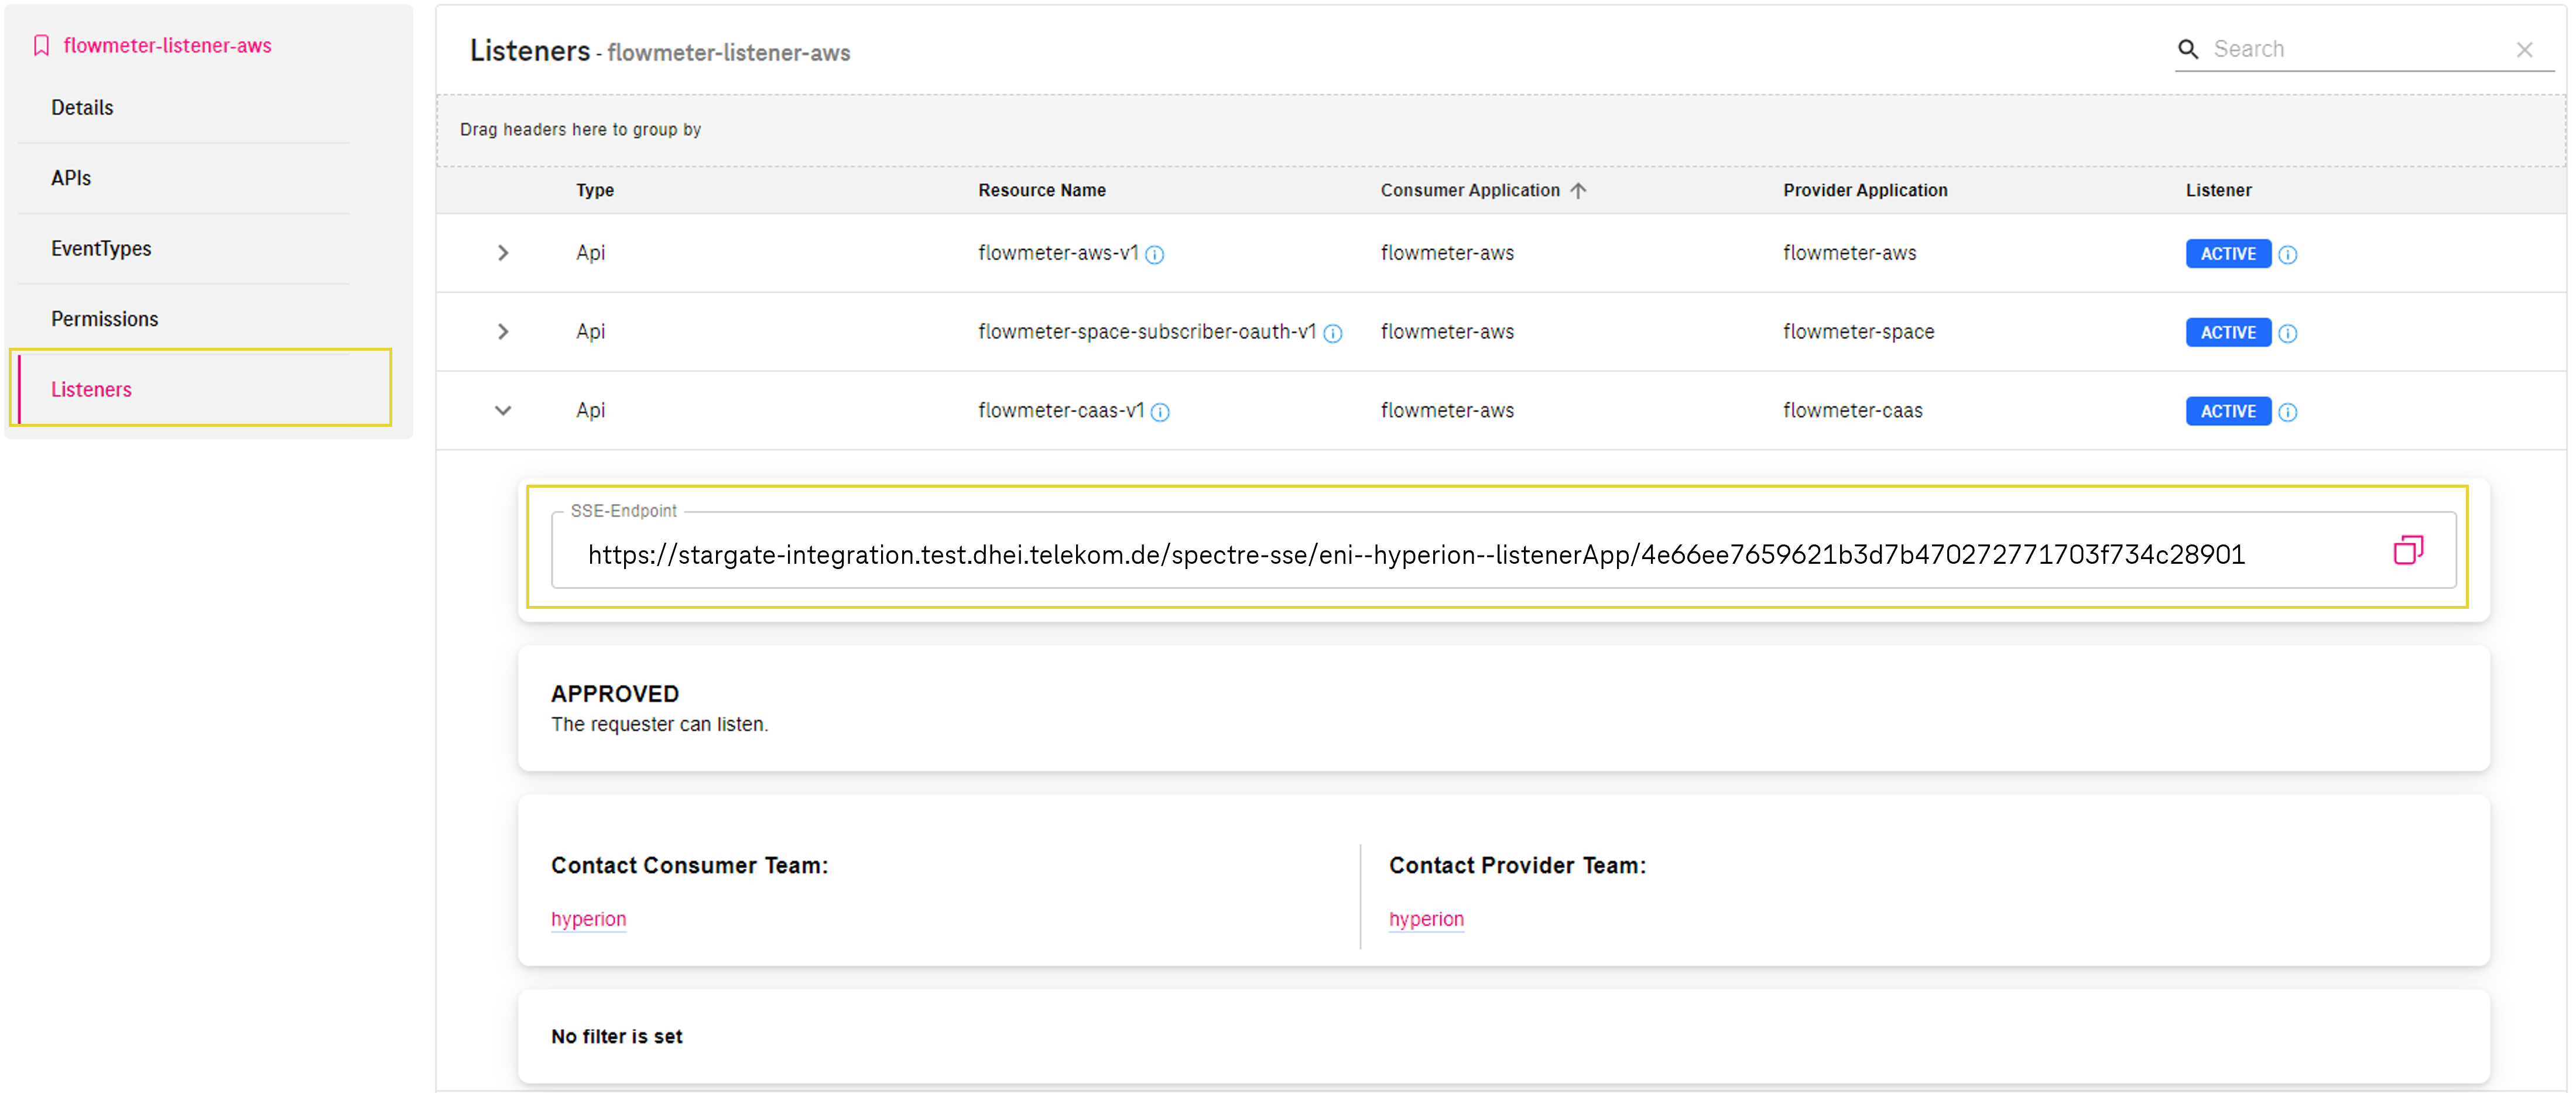 flowmeter-listener-aws
Details
APIs
EventTypes
Permissions
Listeners
Listeners - flowmeter-listener-aws
Search
Drag headers here to group by
Type Resource Name Consumer Application Provider Application Listener
Api flowmeter-aws-v1 flowmeter-aws flowmeter-aws ACTIVE
Api flowmeter-space-subscriber-oauth-v1 flowmeter-aws flowmeter-space ACTIVE
Api flowmeter-caas-v1 flowmeter-aws flowmeter-caas ACTIVE
SSE-Endpoint
https://stargate-integration.test.dhei.telekom.de/spectre-sse/eni--hyperion--listenerApp/4e66ee7659621b3d7b470272771703f734c28901
APPROVED
The requester can listen.
Contact Consumer Team: Contact Provider Team:
hyperion hyperion
No filter is set